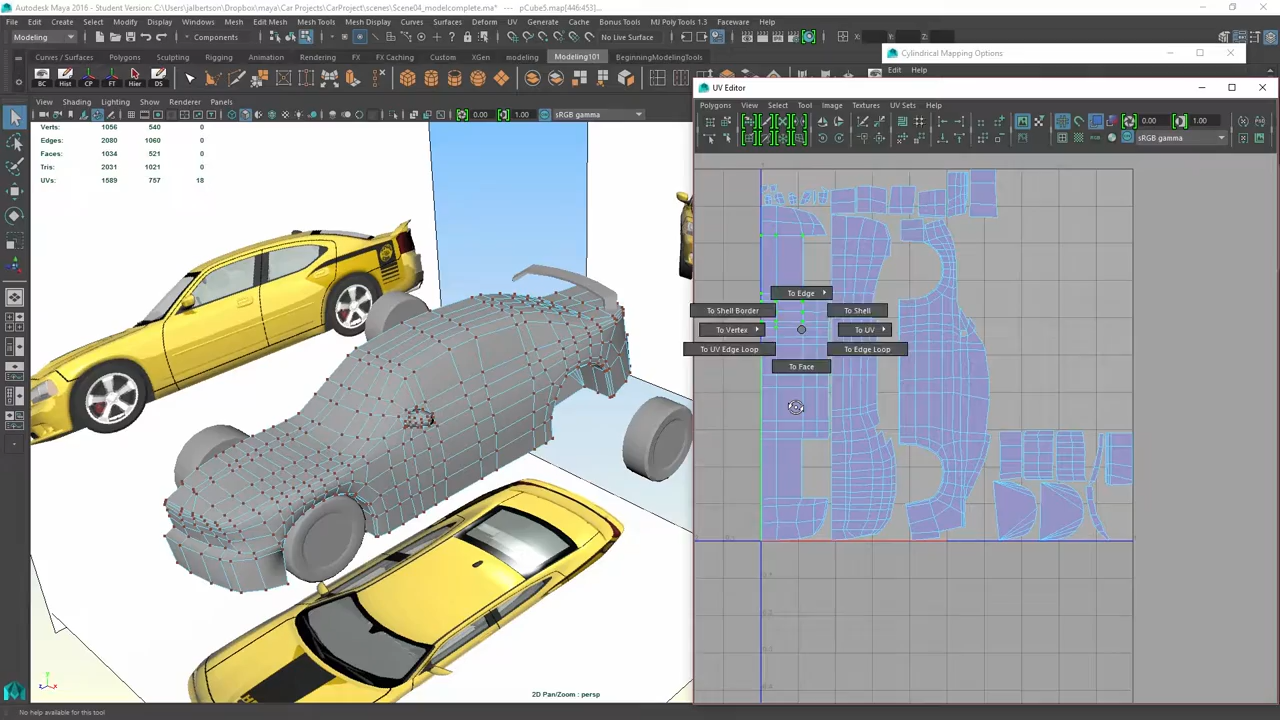 Autodesk Maya 2016 - Student Version: C:\Users\jalbertson\Dropbox\maya\Car Projects\CarProject\scenes\Scene04_modelcomplete.ma* --- pCube5.map[446:453]...
File Edit Create Select Modify Display Windows Mesh Edit Mesh Mesh Tools Mesh Display Curves Surfaces Deform UV Generate Cache Bonus Tools MJ Poly Tools 1.3 Faceware Help
Modeling Components No Live Surface X: Y: Z:
Cylindrical Mapping Options
Curves / Surfaces Polygons Sculpting Rigging Animation Rendering FX FX Caching Custom XGen modeling Modeling101 BeginningModelingTools
Edit Help
BC Hist CP FT Hier DS
UV Editor
View Shading Lighting Show Renderer Panels
Polygons View Select Tool Image Textures UV Sets Help
0.00 1.00 sRGB gamma
0.00 1.00
sRGB gamma
Verts: 1056 540 0
Edges: 2080 1060 0
Faces: 1034 521 0
Tris: 2031 1021 0
UVs: 1589 757 18
To Edge
To Shell Border To Shell
To Vertex To UV
To UV Edge Loop To Edge Loop
To Face
2D Pan/Zoom : persp
No help available for this tool